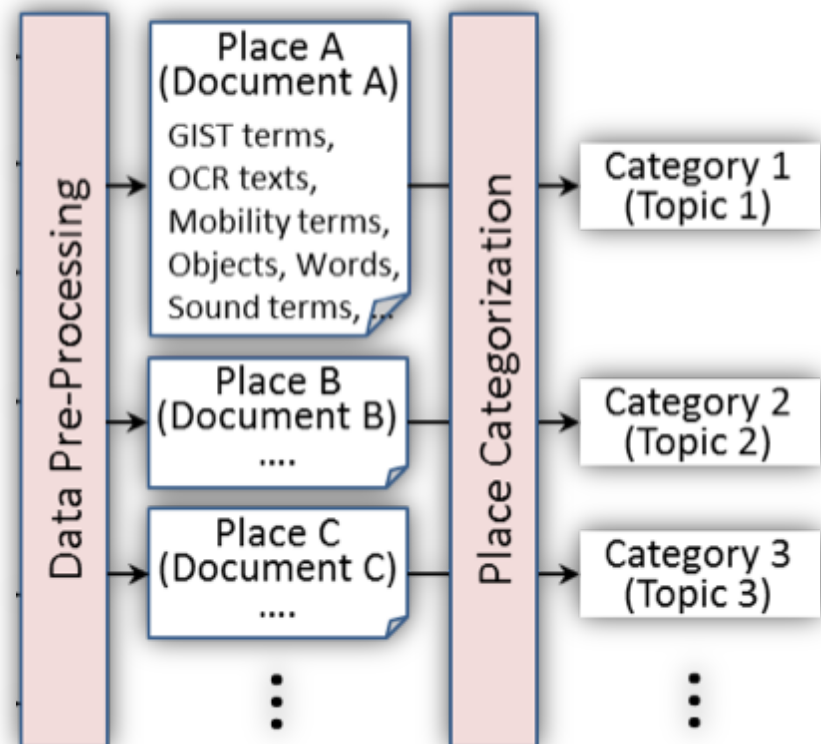 Data Pre-Processing
Place A
(Document A)
GIST terms,
OCR texts,
Mobility terms,
Objects, Words,
Sound terms, ...
Place B
(Document B)
....
Place C
(Document C)
....
Place Categorization
Category 1
(Topic 1)
Category 2
(Topic 2)
Category 3
(Topic 3)